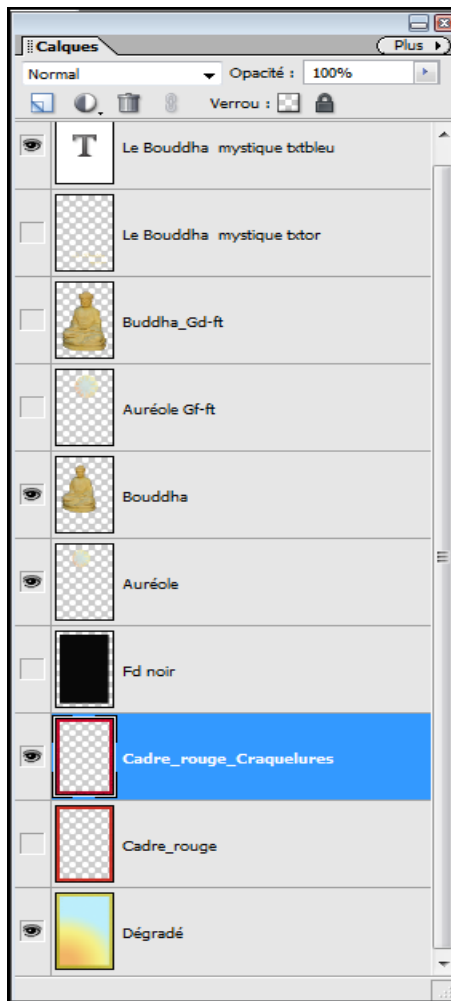 Calques
Plus
Normal
Opacité :
100%
Verrou :
T
Le Bouddha mystique txtbleu
Le Bouddha mystique txtor
Buddha_Gd-ft
Auréole Gf-ft
Bouddha
Auréole
Fd noir
Cadre_rouge_Craquelures
Cadre_rouge
Dégradé